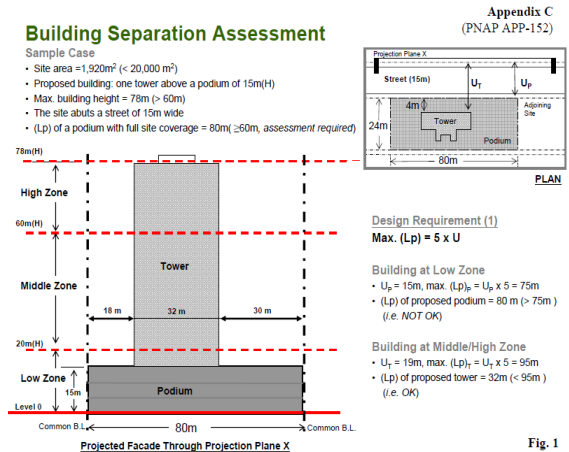 Appendix C
(PNAP APP-152)
Building Separation Assessment
Sample Case
• Site area =1,920m² (< 20,000 m²)
• Proposed building: one tower above a podium of 15m(H)
• Max. building height = 78m (> 60m)
• The site abuts a street of 15m wide
• (Lp) of a podium with full site coverage = 80m( ≥60m, assessment required)
Projection Plane X
Street (15m)
U_T
U_P
4m
Adjoining
Site
24m
Tower
Podium
80m
PLAN
78m(H)
High Zone
60m(H)
Middle Zone
Tower
18 m
32 m
30 m
20m(H)
Low Zone
15m
Podium
Level 0
Common B.L.
80m
Common B.L.
Projected Facade Through Projection Plane X
Design Requirement (1)
Max. (Lp) = 5 x U
Building at Low Zone
• U_P = 15m, max. (Lp)_P = U_P x 5 = 75m
• (Lp) of proposed podium = 80 m (> 75m )
(i.e. NOT OK)
Building at Middle/High Zone
• U_T = 19m, max. (Lp)_T = U_T x 5 = 95m
• (Lp) of proposed tower = 32m (< 95m )
(i.e. OK)
Fig. 1